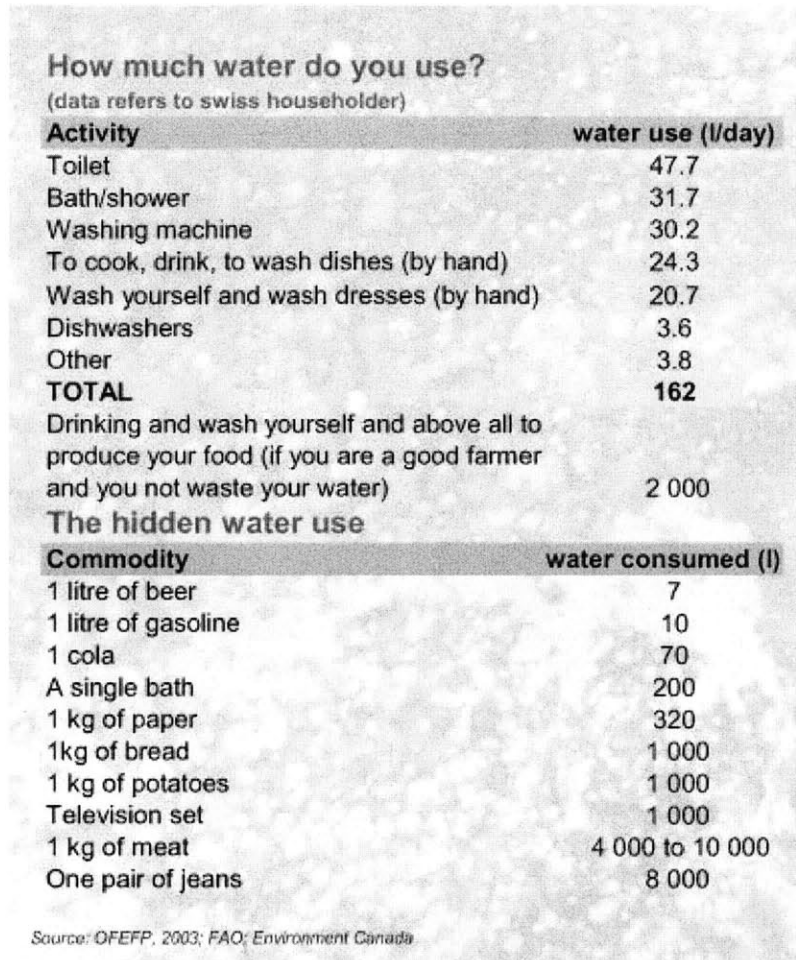 How much water do you use?
(data refers to swiss householder)
Activity water use (l/day)
Toilet 47.7
Bath/shower 31.7
Washing machine 30.2
To cook, drink, to wash dishes (by hand) 24.3
Wash yourself and wash dresses (by hand) 20.7
Dishwashers 3.6
Other 3.8
TOTAL 162
Drinking and wash yourself and above all to
produce your food (if you are a good farmer
and you not waste your water) 2 000
The hidden water use
Commodity water consumed (l)
1 litre of beer 7
1 litre of gasoline 10
1 cola 70
A single bath 200
1 kg of paper 320
1kg of bread 1 000
1 kg of potatoes 1 000
Television set 1 000
1 kg of meat 4 000 to 10 000
One pair of jeans 8 000
Source: OFEFP, 2003; FAO; Environment Canada